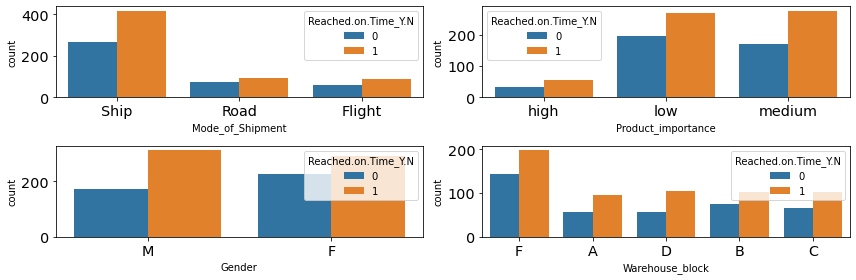 400
200
0
count
Ship
Road
Flight
Mode_of_Shipment
Reached.on.Time_Y.N
0
1
200
100
0
count
high
low
medium
Product_importance
Reached.on.Time_Y.N
0
1
200
0
count
M
F
Gender
Reached.on.Time_Y.N
0
1
200
100
0
count
F
A
D
B
C
Warehouse_block
Reached.on.Time_Y.N
0
1